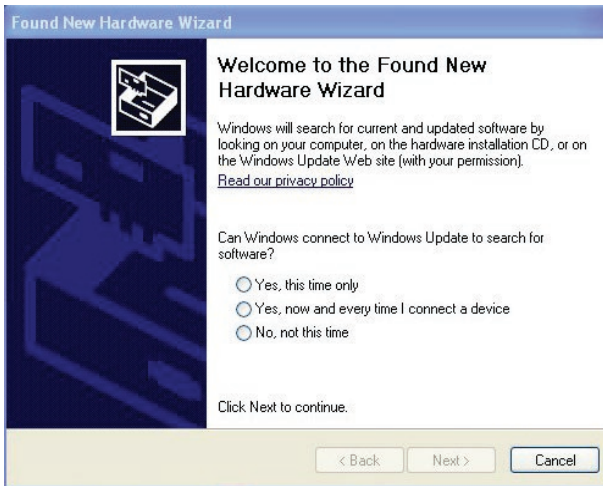 Found New Hardware Wizard
Welcome to the Found New
Hardware Wizard
Windows will search for current and updated software by
looking on your computer, on the hardware installation CD, or on
the Windows Update Web site (with your permission).
Read our privacy policy
Can Windows connect to Windows Update to search for
software?
Yes, this time only
Yes, now and every time I connect a device
No, not this time
Click Next to continue.
< Back
Next >
Cancel